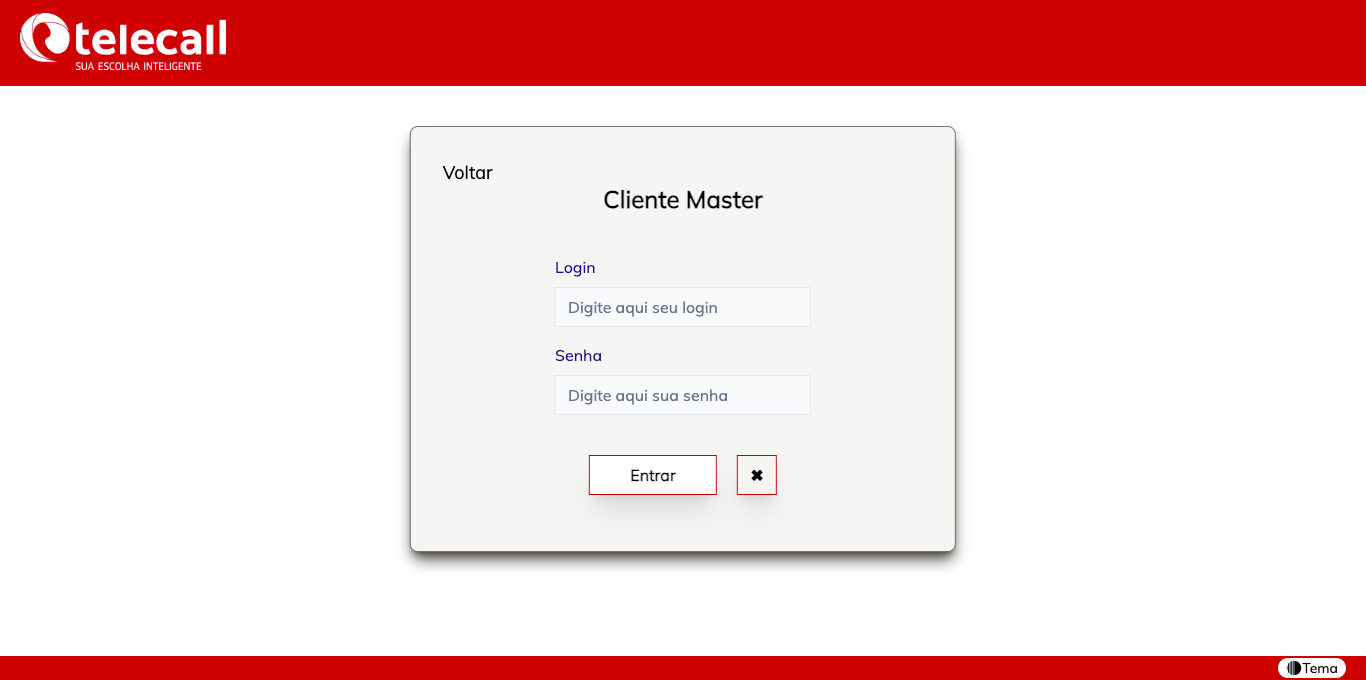 telecall
SUA ESCOLHA INTELIGENTE
Voltar
Cliente Master
Login
Digite aqui seu login
Senha
Digite aqui sua senha
Entrar ✖
Tema